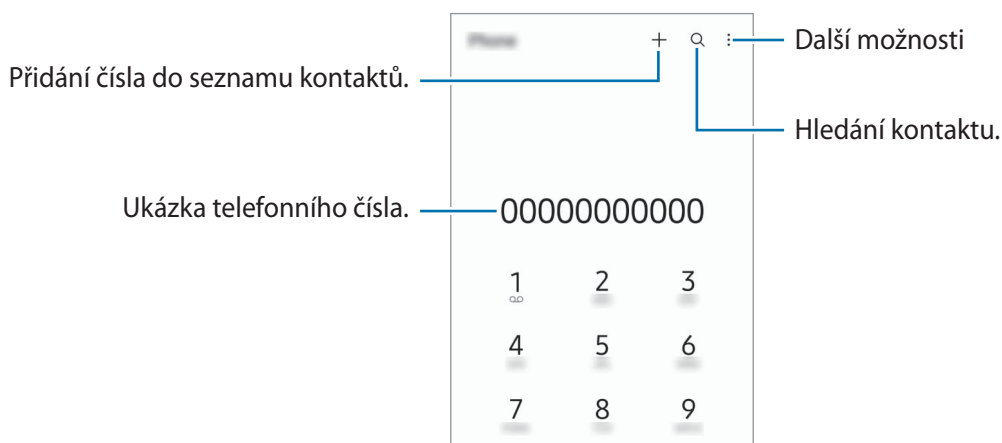 Phone
Další možnosti
Přidání čísla do seznamu kontaktů.
Hledání kontaktu.
Ukázka telefonního čísla.
00000000000
1 2 3
4 5 6
7 8 9